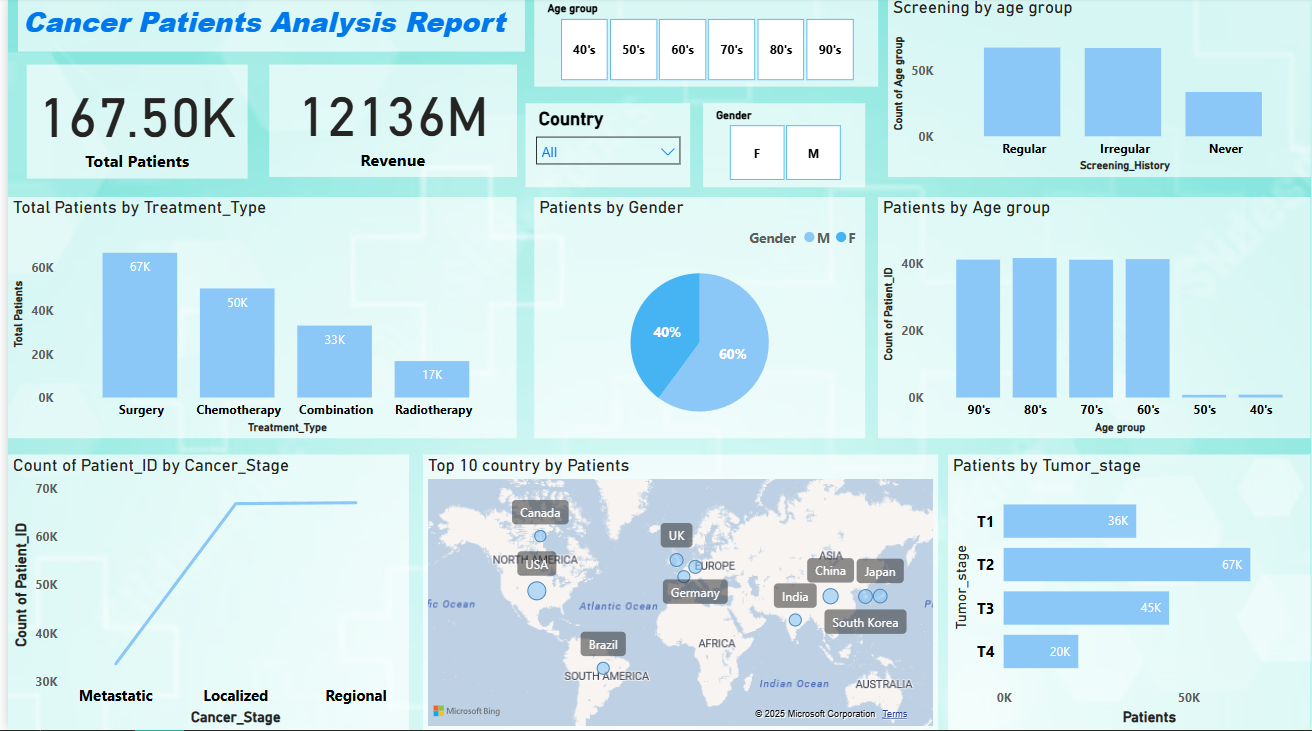 Cancer Patients Analysis Report
167.50K
Total Patients
12136M
Revenue
Age group
40's 50's 60's 70's 80's 90's
Country
All
Gender
F M
Screening by age group
Count of Age group
50K
0K
Regular Irregular Never
Screening_History
Total Patients by Treatment_Type
Total Patients
60K
40K
20K
0K
67K
50K
33K
17K
Surgery Chemotherapy Combination Radiotherapy
Treatment_Type
Patients by Gender
Gender M F
40%
60%
Patients by Age group
Count of Patient_ID
40K
20K
0K
90's 80's 70's 60's 50's 40's
Age group
Count of Patient_ID by Cancer_Stage
Count of Patient_ID
70K
60K
50K
40K
30K
Metastatic Localized Regional
Cancer_Stage
Top 10 country by Patients
Canada
UK
NORTH AMERICA
USA
EUROPE
ASIA
China
Japan
Germany
India
fic Ocean
Atlantic Ocean
P
South Korea
Brazil
AFRICA
SOUTH AMERICA
Indian Ocean
AUSTRALIA
Microsoft Bing
© 2025 Microsoft Corporation Terms
Patients by Tumor_stage
Tumor_stage
T1 36K
T2 67K
T3 45K
T4 20K
0K 50K
Patients